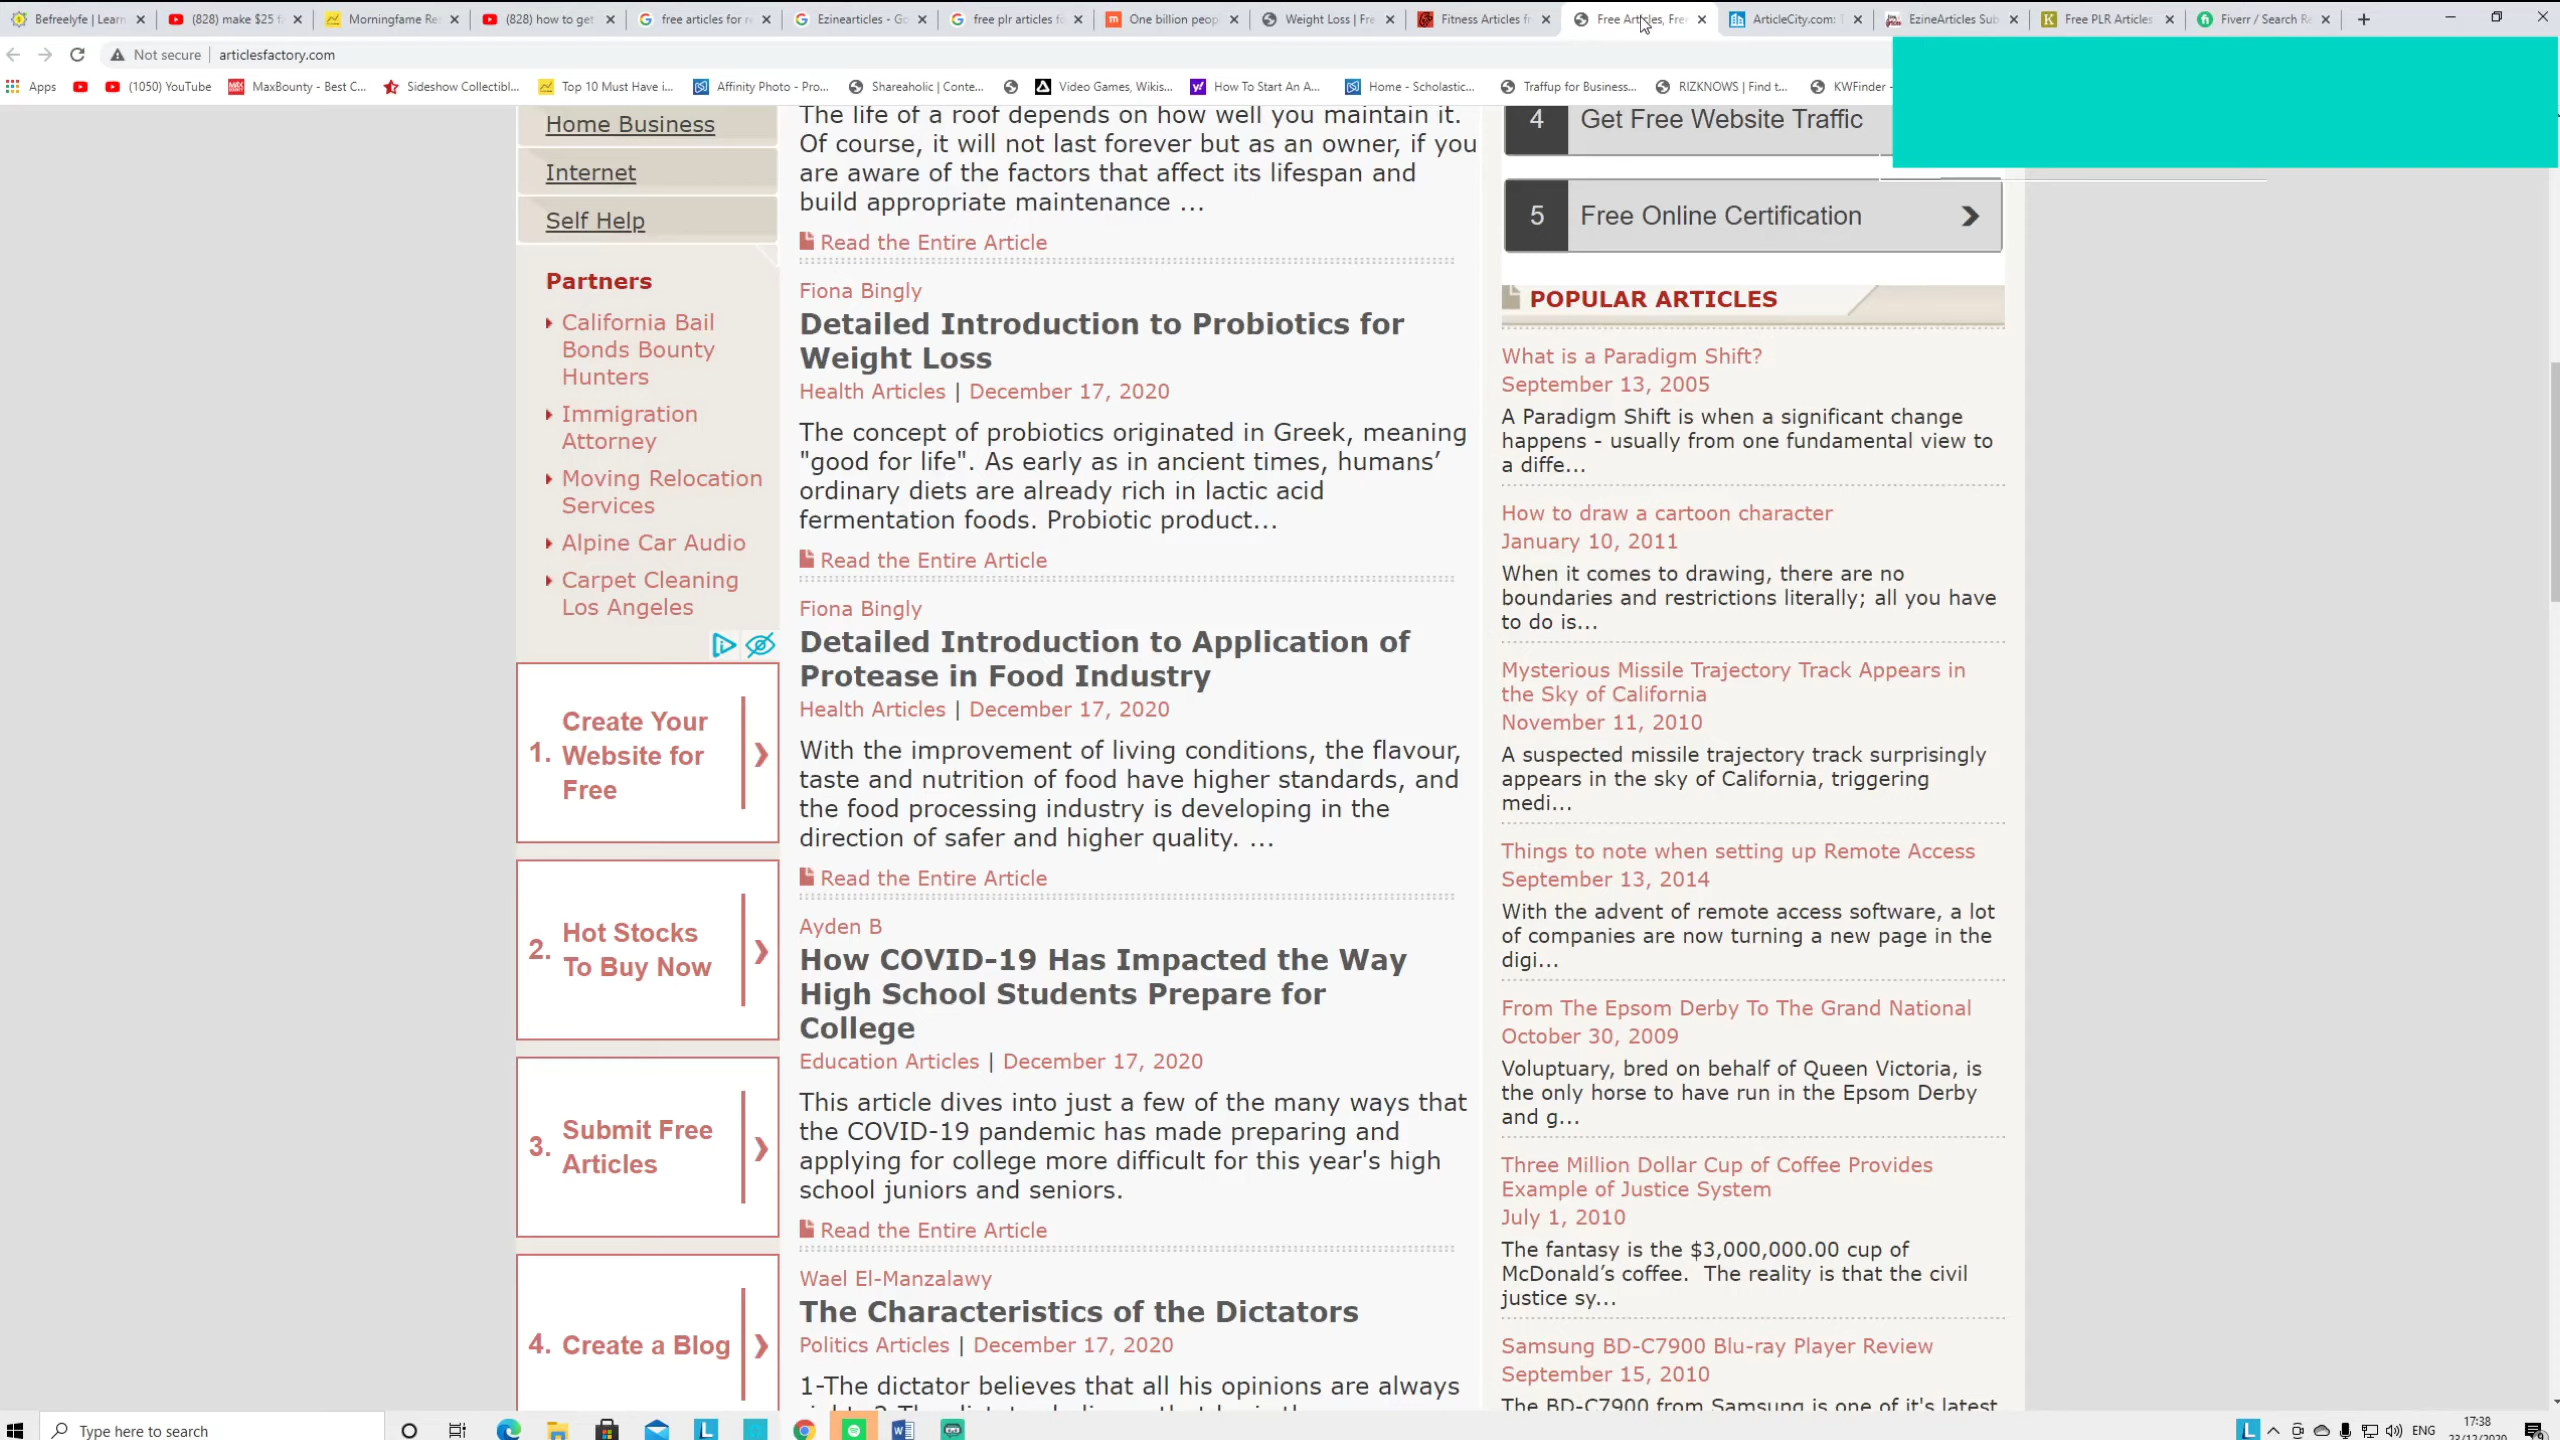 Befreelyfe | Learn
(828) make $25
Morningfame Re
(828) how to get
free articles for r
Ezinearticles - Go
free plr articles f
One billion peop
Weight Loss | Fre
Fitness Articles fr
Free Articles, Free
ArticleCity.com:
EzineArticles Sub
Free PLR Articles
Fiverr / Search Re
Not secure | articlesfactory.com
Apps
(1050) YouTube
MaxBounty - Best C...
Sideshow Collectibl...
Top 10 Must Have i...
Affinity Photo - Pro...
Shareaholic | Conte...
Video Games, Wikis...
How To Start An A...
Home - Scholastic...
Traffup for Business...
RIZKNOWS | Find t...
KWFinder -
Home Business
Internet
Self Help
Partners
California Bail
Bonds Bounty
Hunters
Immigration
Attorney
Moving Relocation
Services
Alpine Car Audio
Carpet Cleaning
Los Angeles
1. Create Your
Website for
Free
2. Hot Stocks
To Buy Now
3. Submit Free
Articles
4. Create a Blog
The life of a roof depends on how well you maintain it.
Of course, it will not last forever but as an owner, if you
are aware of the factors that affect its lifespan and
build appropriate maintenance ...
Read the Entire Article
Fiona Bingly
Detailed Introduction to Probiotics for
Weight Loss
Health Articles | December 17, 2020
The concept of probiotics originated in Greek, meaning
"good for life". As early as in ancient times, humans’
ordinary diets are already rich in lactic acid
fermentation foods. Probiotic product...
Read the Entire Article
Fiona Bingly
Detailed Introduction to Application of
Protease in Food Industry
Health Articles | December 17, 2020
With the improvement of living conditions, the flavour,
taste and nutrition of food have higher standards, and
the food processing industry is developing in the
direction of safer and higher quality. ...
Read the Entire Article
Ayden B
How COVID-19 Has Impacted the Way
High School Students Prepare for
College
Education Articles | December 17, 2020
This article dives into just a few of the many ways that
the COVID-19 pandemic has made preparing and
applying for college more difficult for this year's high
school juniors and seniors.
Read the Entire Article
Wael El-Manzalawy
The Characteristics of the Dictators
Politics Articles | December 17, 2020
1-The dictator believes that all his opinions are always
4 Get Free Website Traffic
5 Free Online Certification
POPULAR ARTICLES
What is a Paradigm Shift?
September 13, 2005
A Paradigm Shift is when a significant change
happens - usually from one fundamental view to
a diffe...
How to draw a cartoon character
January 10, 2011
When it comes to drawing, there are no
boundaries and restrictions literally; all you have
to do is...
Mysterious Missile Trajectory Track Appears in
the Sky of California
November 11, 2010
A suspected missile trajectory track surprisingly
appears in the sky of California, triggering
medi...
Things to note when setting up Remote Access
September 13, 2014
With the advent of remote access software, a lot
of companies are now turning a new page in the
digi...
From The Epsom Derby To The Grand National
October 30, 2009
Voluptuary, bred on behalf of Queen Victoria, is
the only horse to have run in the Epsom Derby
and g...
Three Million Dollar Cup of Coffee Provides
Example of Justice System
July 1, 2010
The fantasy is the $3,000,000.00 cup of
McDonald’s coffee.  The reality is that the civil
justice sy...
Samsung BD-C7900 Blu-ray Player Review
September 15, 2010
The BD-C7900 from Samsung is one of it's latest
Type here to search
ENG
17:38
23/12/2020